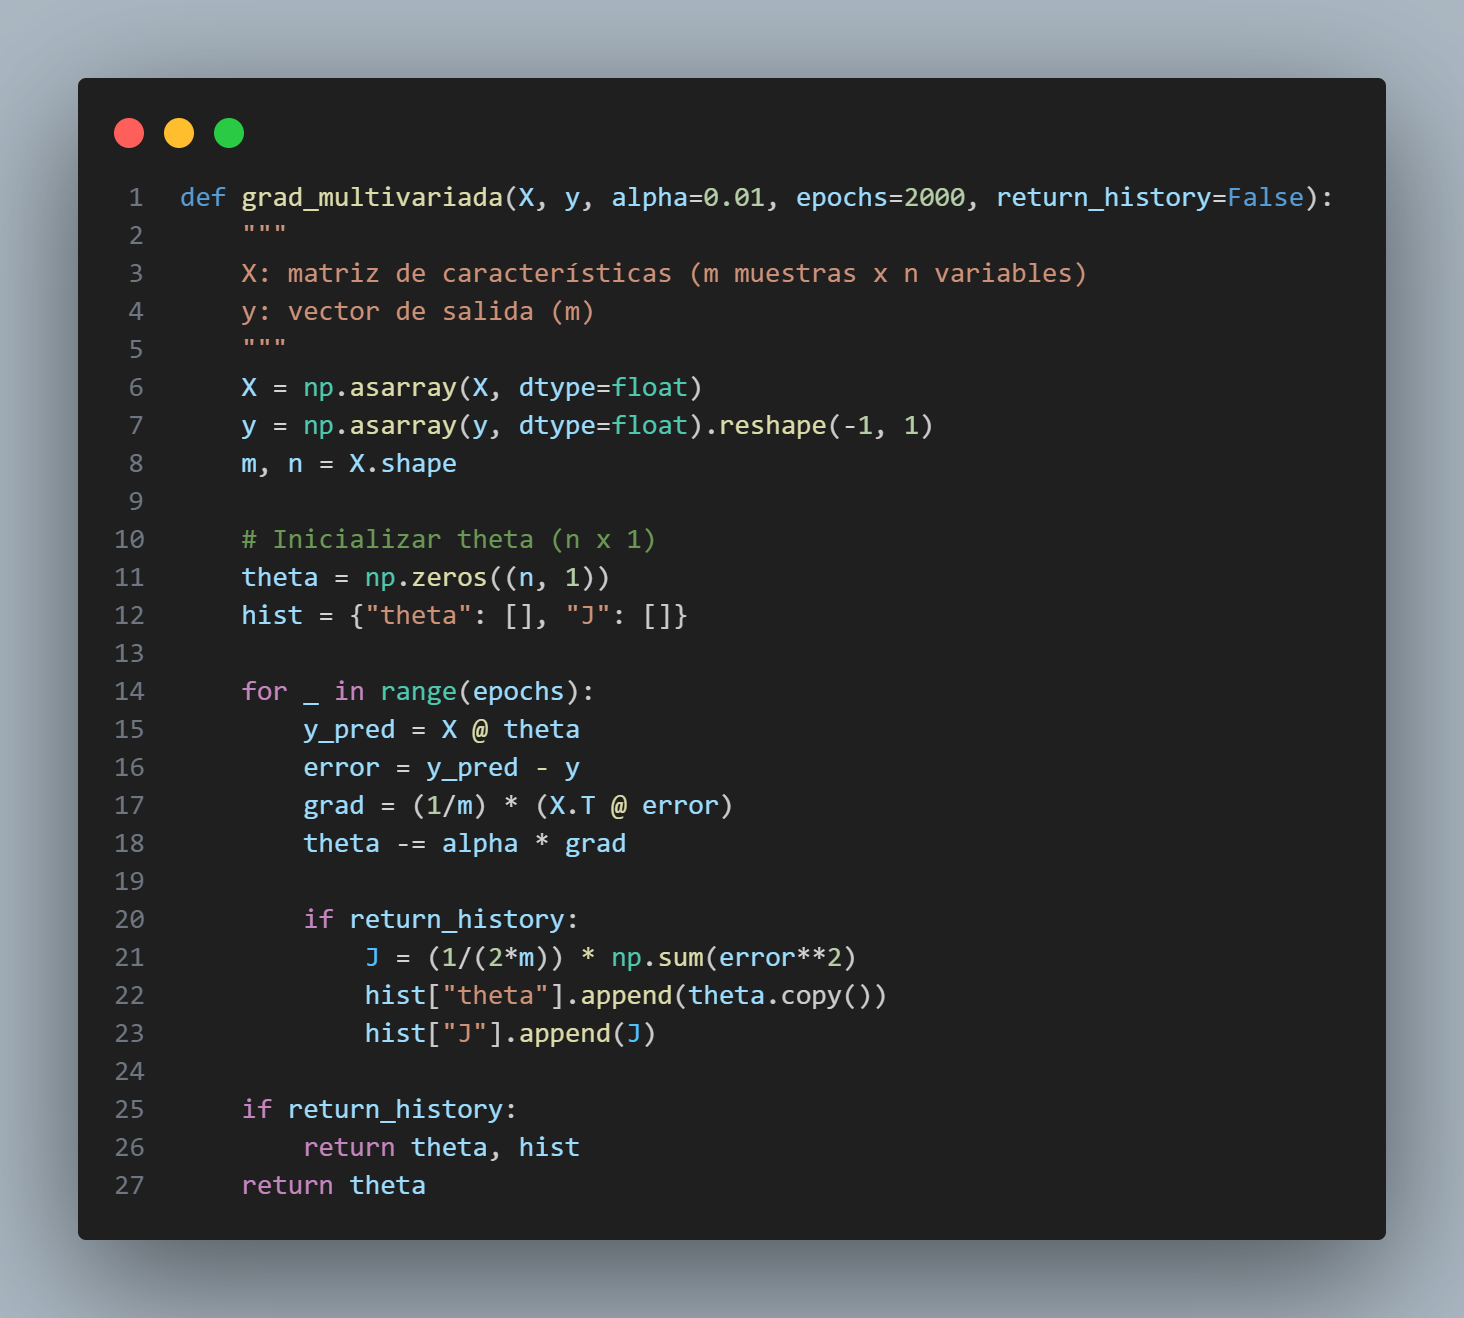 1 def grad_multivariada(X, y, alpha=0.01, epochs=2000, return_history=False):
2     """
3     X: matriz de características (m muestras x n variables)
4     y: vector de salida (m)
5     """
6     X = np.asarray(X, dtype=float)
7     y = np.asarray(y, dtype=float).reshape(-1, 1)
8     m, n = X.shape
9
10     # Inicializar theta (n x 1)
11     theta = np.zeros((n, 1))
12     hist = {"theta": [], "J": []}
13
14     for _ in range(epochs):
15         y_pred = X @ theta
16         error = y_pred - y
17         grad = (1/m) * (X.T @ error)
18         theta -= alpha * grad
19
20         if return_history:
21             J = (1/(2*m)) * np.sum(error**2)
22             hist["theta"].append(theta.copy())
23             hist["J"].append(J)
24
25     if return_history:
26         return theta, hist
27     return theta